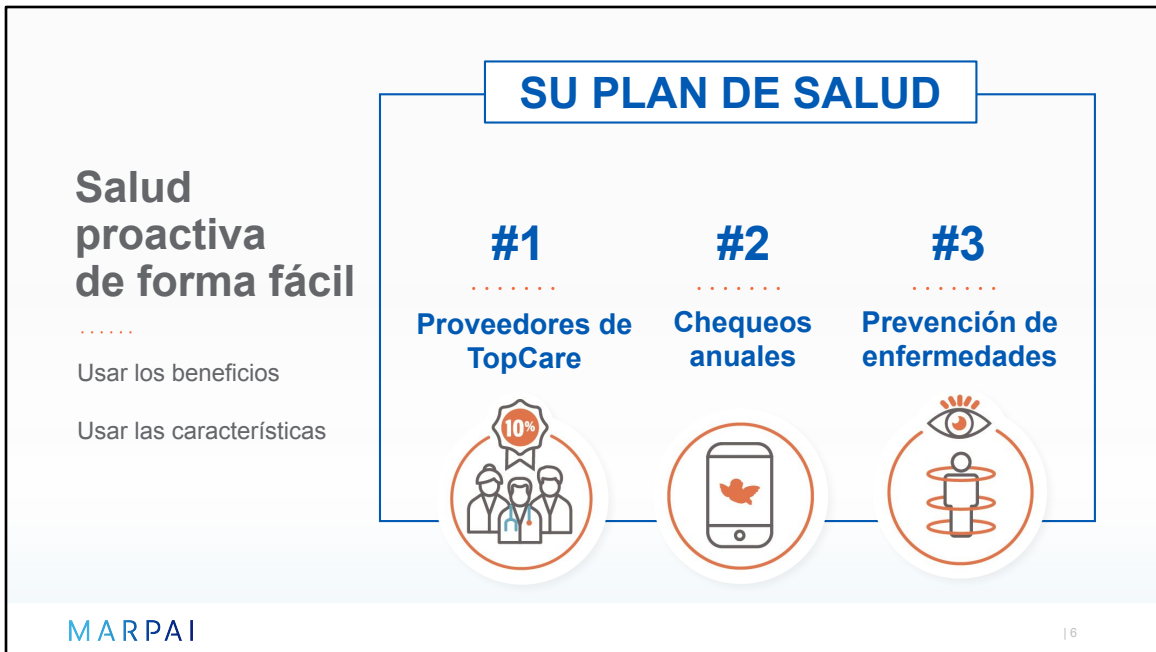 SU PLAN DE SALUD
Salud
proactiva
de forma fácil
. . . . . .
Usar los beneficios
Usar las características
#1
. . . . . . .
Proveedores de
TopCare
10%
#2
. . . . . . .
Chequeos
anuales
#3
. . . . . . .
Prevención de
enfermedades
MARPAI
| 6